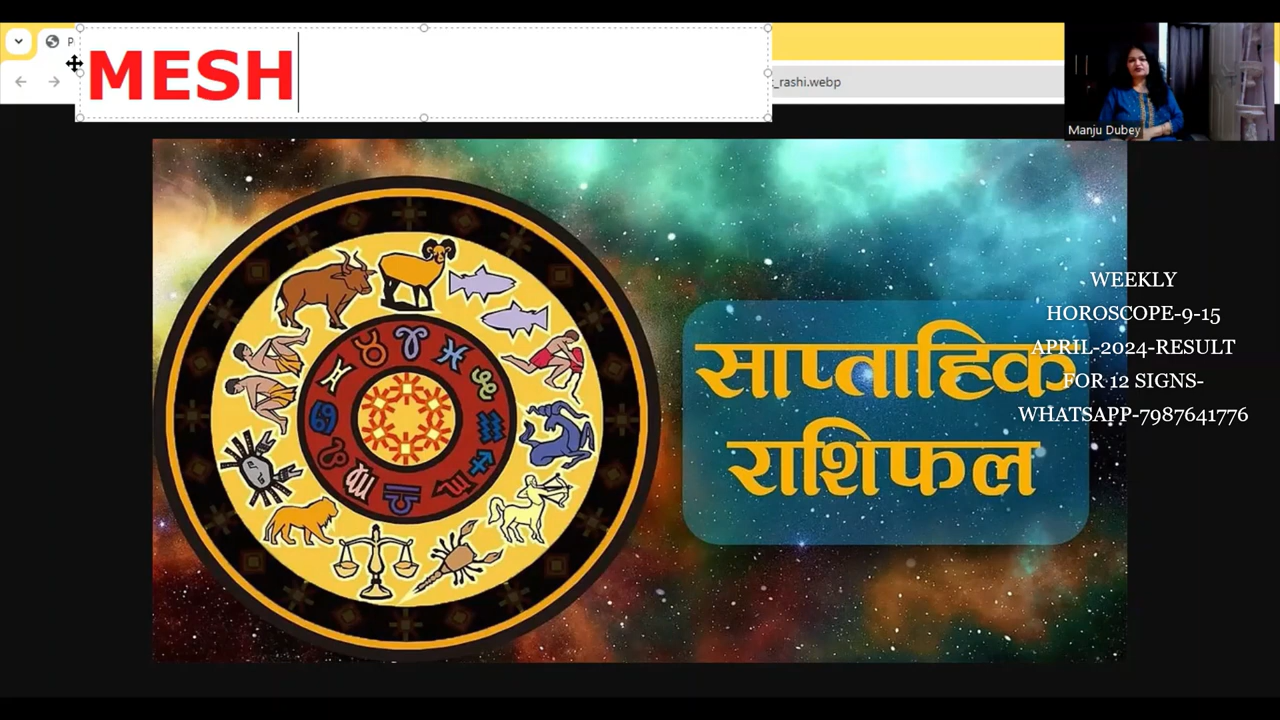 P
MESH
_rashi.webp
Manju Dubey
साप्ताहिक
राशिफल
WEEKLY
HOROSCOPE-9-15
APRIL-2024-RESULT
FOR 12 SIGNS-
WHATSAPP-7987641776